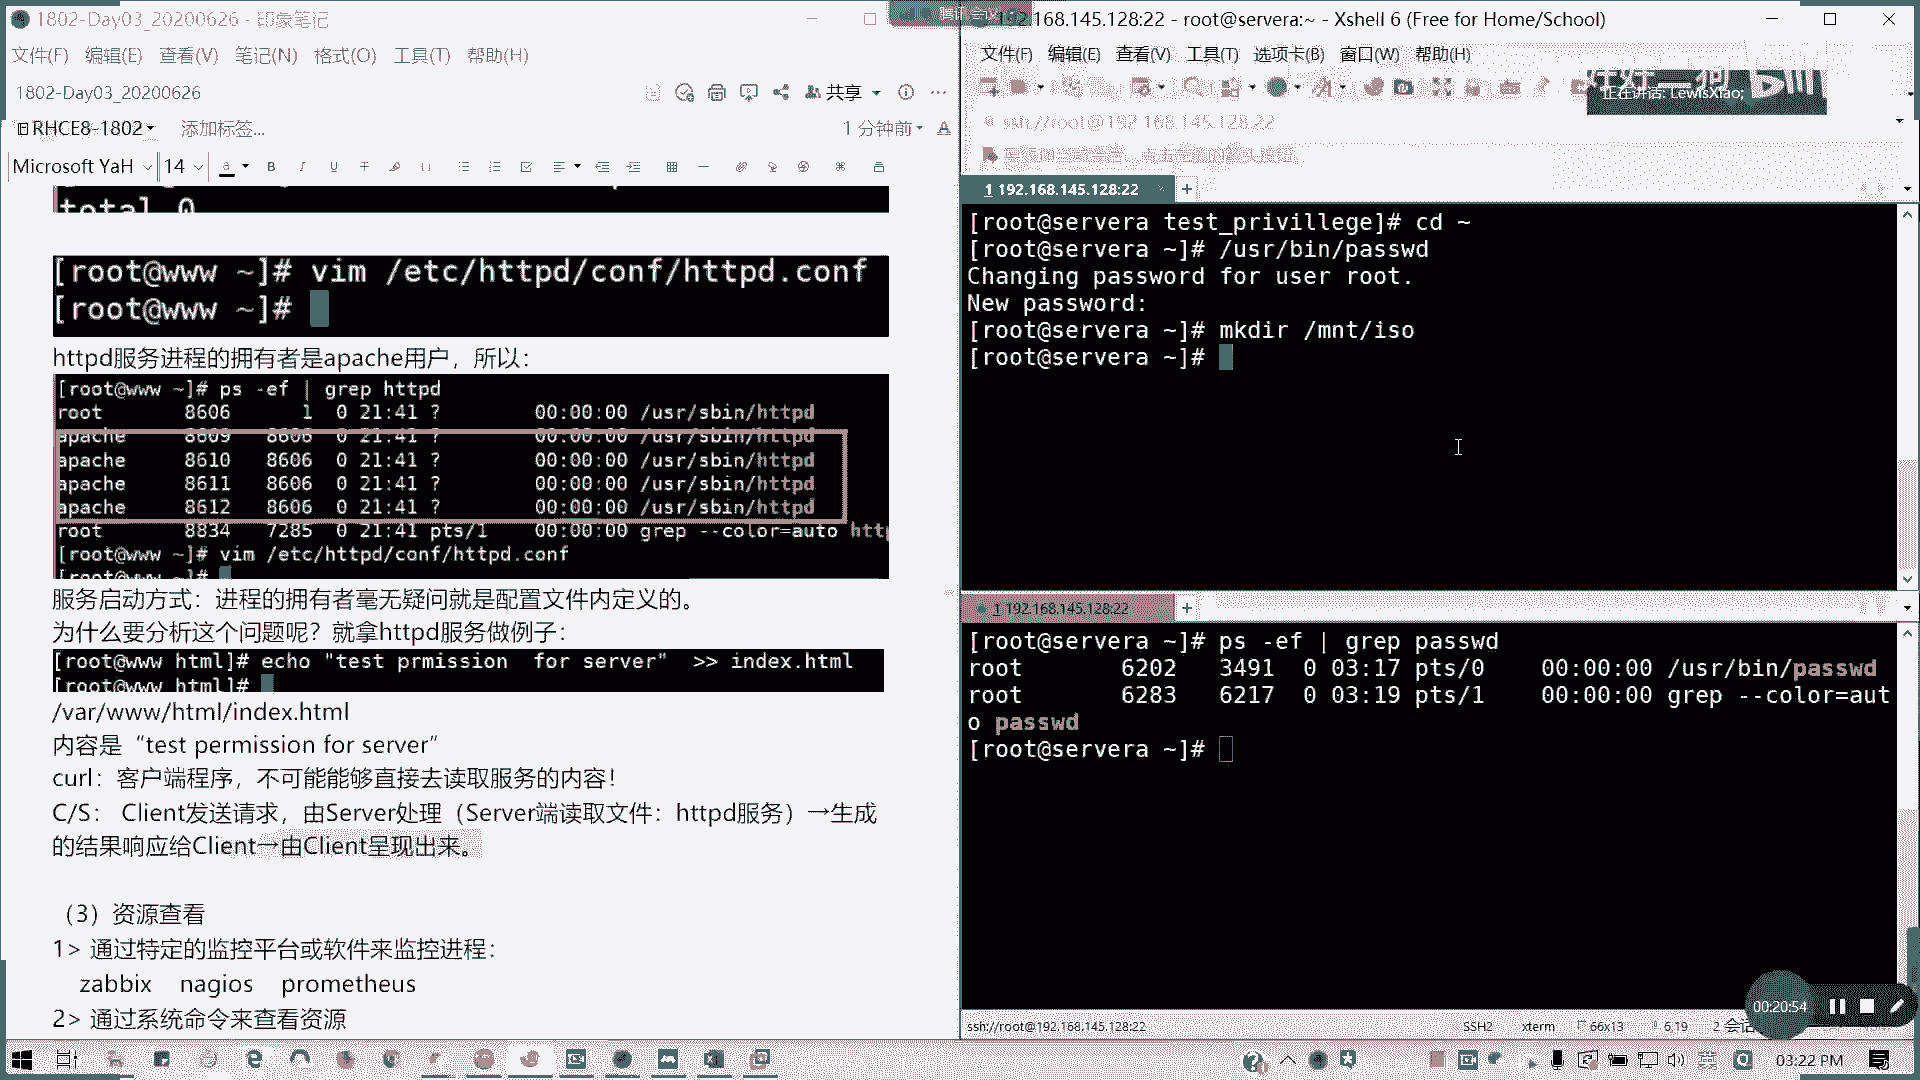 1802-Day03_20200626 - 印象笔记
文件(F) 编辑(E) 查看(V) 笔记(N) 格式(O) 工具(T) 帮助(H)
1802-Day03_20200626
共享
RHCE8-1802 添加标签...
1 分钟前
Microsoft YaH 14
total 0
[root@www ~]# vim /etc/httpd/conf/httpd.conf
[root@www ~]#
httpd服务进程的拥有者是apache用户，所以：
[root@www ~]# ps -ef | grep httpd
root 8606 1 0 21:41 ? 00:00:00 /usr/sbin/httpd
apache 8609 8606 0 21:41 ? 00:00:00 /usr/sbin/httpd
apache 8610 8606 0 21:41 ? 00:00:00 /usr/sbin/httpd
apache 8611 8606 0 21:41 ? 00:00:00 /usr/sbin/httpd
apache 8612 8606 0 21:41 ? 00:00:00 /usr/sbin/httpd
root 8834 7285 0 21:41 pts/1 00:00:00 grep --color=auto http
[root@www ~]# vim /etc/httpd/conf/httpd.conf
[root@www ~]#
服务启动方式：进程的拥有者毫无疑问就是配置文件内定义的。
为什么要分析这个问题呢？就拿httpd服务做例子：
[root@www html]# echo "test prmission  for server"  >> index.html
[root@www html]#
/var/www/html/index.html
内容是“test permission for server”
curl：客户端程序，不可能能够直接去读取服务的内容！
C/S： Client发送请求，由Server处理（Server端读取文件：httpd服务）→生成
的结果响应给Client→由Client呈现出来。
（3）资源查看
1> 通过特定的监控平台或软件来监控进程：
zabbix nagios prometheus
2> 通过系统命令来查看资源
腾讯会议
192.168.145.128:22 - root@servera:~ - Xshell 6 (Free for Home/School)
文件(F) 编辑(E) 查看(V) 工具(T) 选项卡(B) 窗口(W) 帮助(H)
正在讲话: LewisXiao;
ssh://root@192.168.145.128:22
1 192.168.145.128:22
[root@servera test_privillege]# cd ~
[root@servera ~]# /usr/bin/passwd
Changing password for user root.
New password:
[root@servera ~]# mkdir /mnt/iso
[root@servera ~]#
1 192.168.145.128:22
[root@servera ~]# ps -ef | grep passwd
root 6202 3491 0 03:17 pts/0 00:00:00 /usr/bin/passwd
root 6283 6217 0 03:19 pts/1 00:00:00 grep --color=aut
o passwd
[root@servera ~]#
00:20:54
ssh://root@192.168.145.128:22 SSH2 xterm 66x13 6,19 2 会话
英 03:22 PM